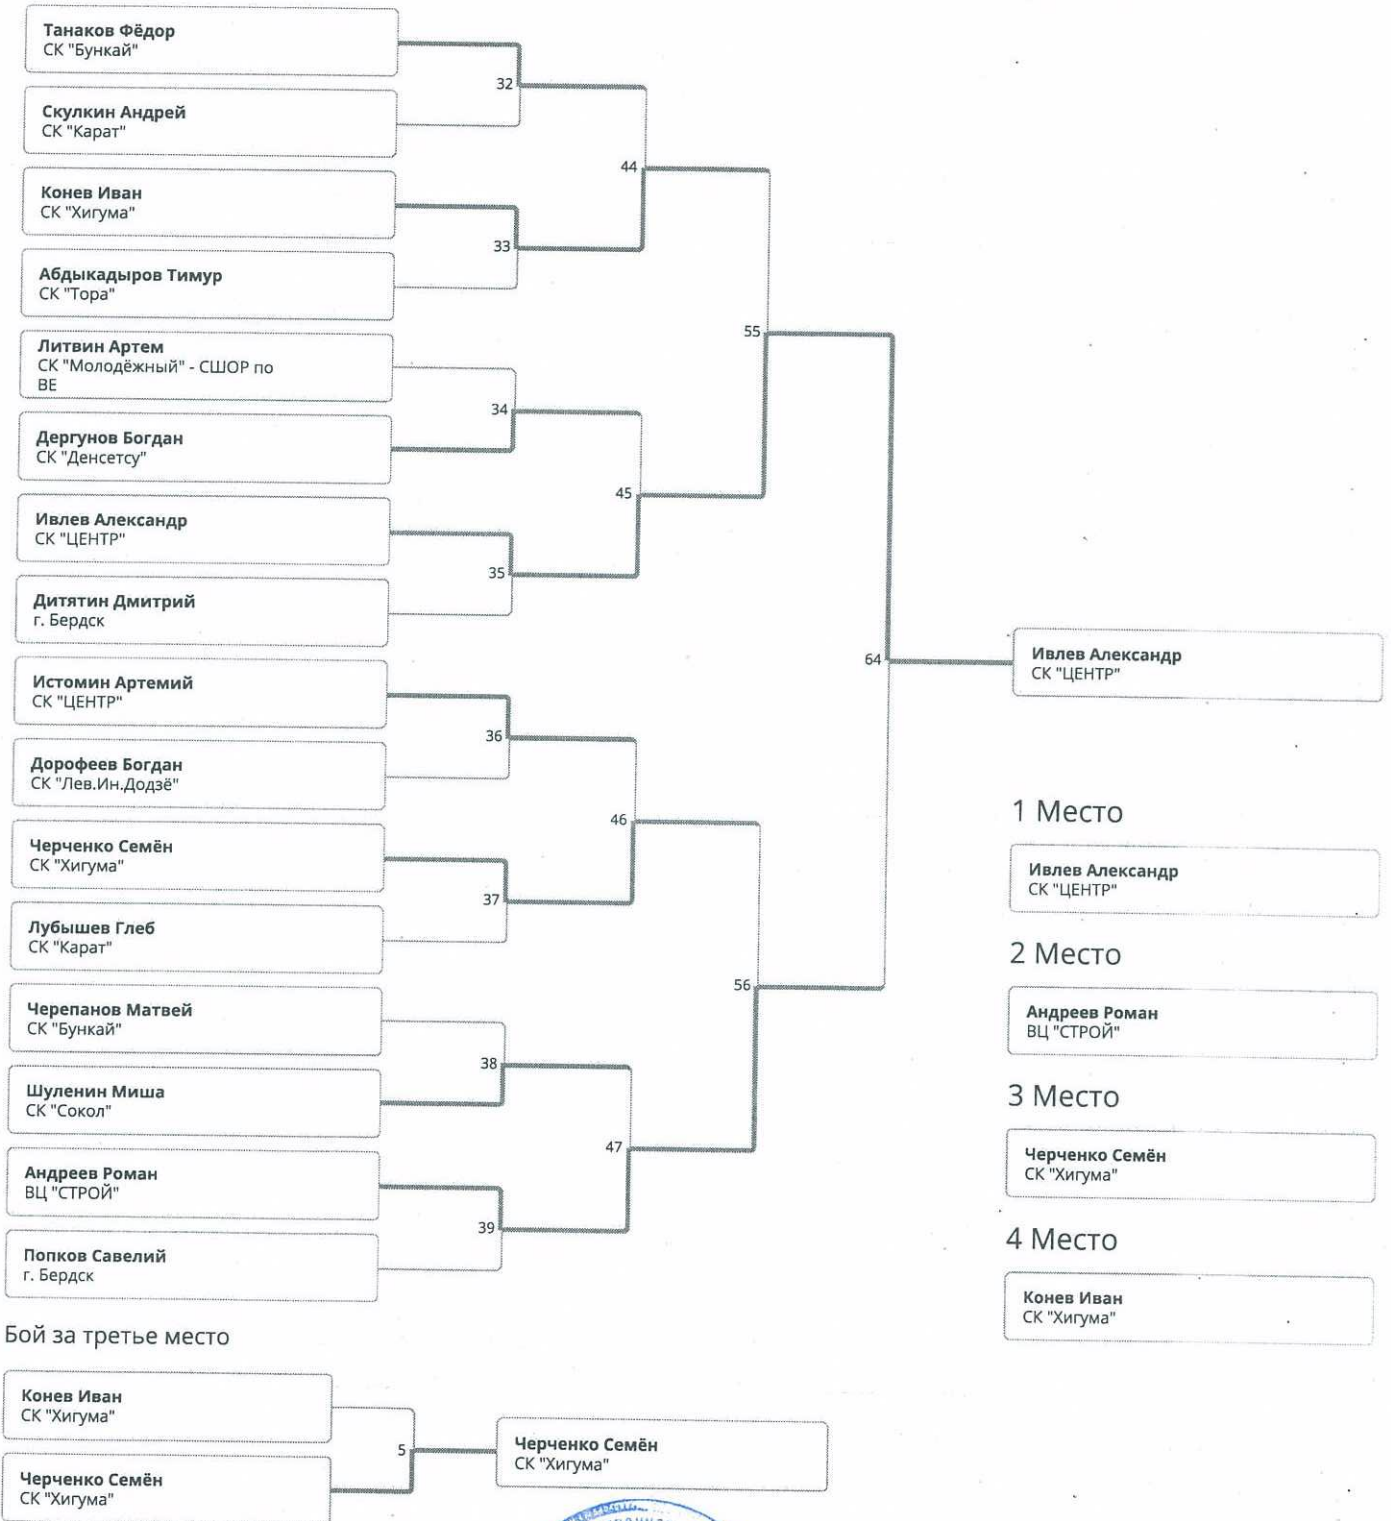 Танаков Фёдор
СК "Бункай"
Скулкин Андрей
СК "Карат"
Конев Иван
СК "Хигума"
Абдыкадыров Тимур
СК "Тора"
Литвин Артем
СК "Молодёжный" - СШОР по
ВЕ
Дергунов Богдан
СК "Денсетсу"
Ивлев Александр
СК "ЦЕНТР"
Дитятин Дмитрий
г. Бердск
Истомин Артемий
СК "ЦЕНТР"
Дорофеев Богдан
СК "Лев.Ин.Додзё"
Черченко Семён
СК "Хигума"
Лубышев Глеб
СК "Карат"
Черепанов Матвей
СК "Бункай"
Шуленин Миша
СК "Сокол"
Андреев Роман
ВЦ "СТРОЙ"
Попков Савелий
г. Бердск
32
33
34
35
36
37
38
39
44
45
46
47
55
56
64
Ивлев Александр
СК "ЦЕНТР"
1 Место
Ивлев Александр
СК "ЦЕНТР"
2 Место
Андреев Роман
ВЦ "СТРОЙ"
3 Место
Черченко Семён
СК "Хигума"
4 Место
Конев Иван
СК "Хигума"
Бой за третье место
Конев Иван
СК "Хигума"
Черченко Семён
СК "Хигума"
5
Черченко Семён
СК "Хигума"